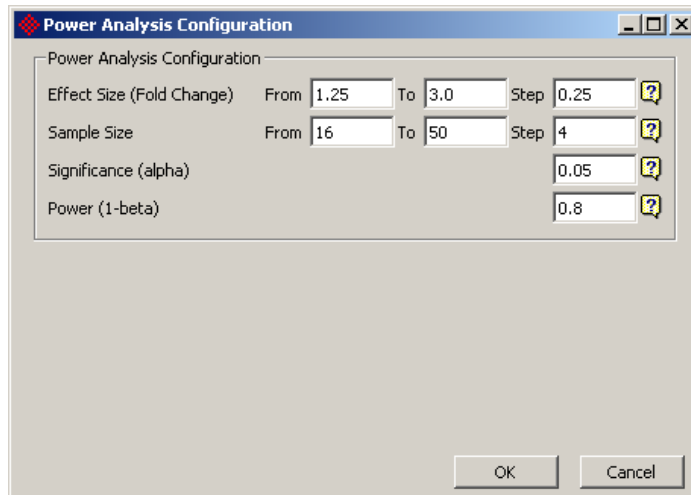 Power Analysis Configuration
Power Analysis Configuration
Effect Size (Fold Change) From 1.25 To 3.0 Step 0.25 ?
Sample Size From 16 To 50 Step 4 ?
Significance (alpha) 0.05 ?
Power (1-beta) 0.8 ?
OK Cancel